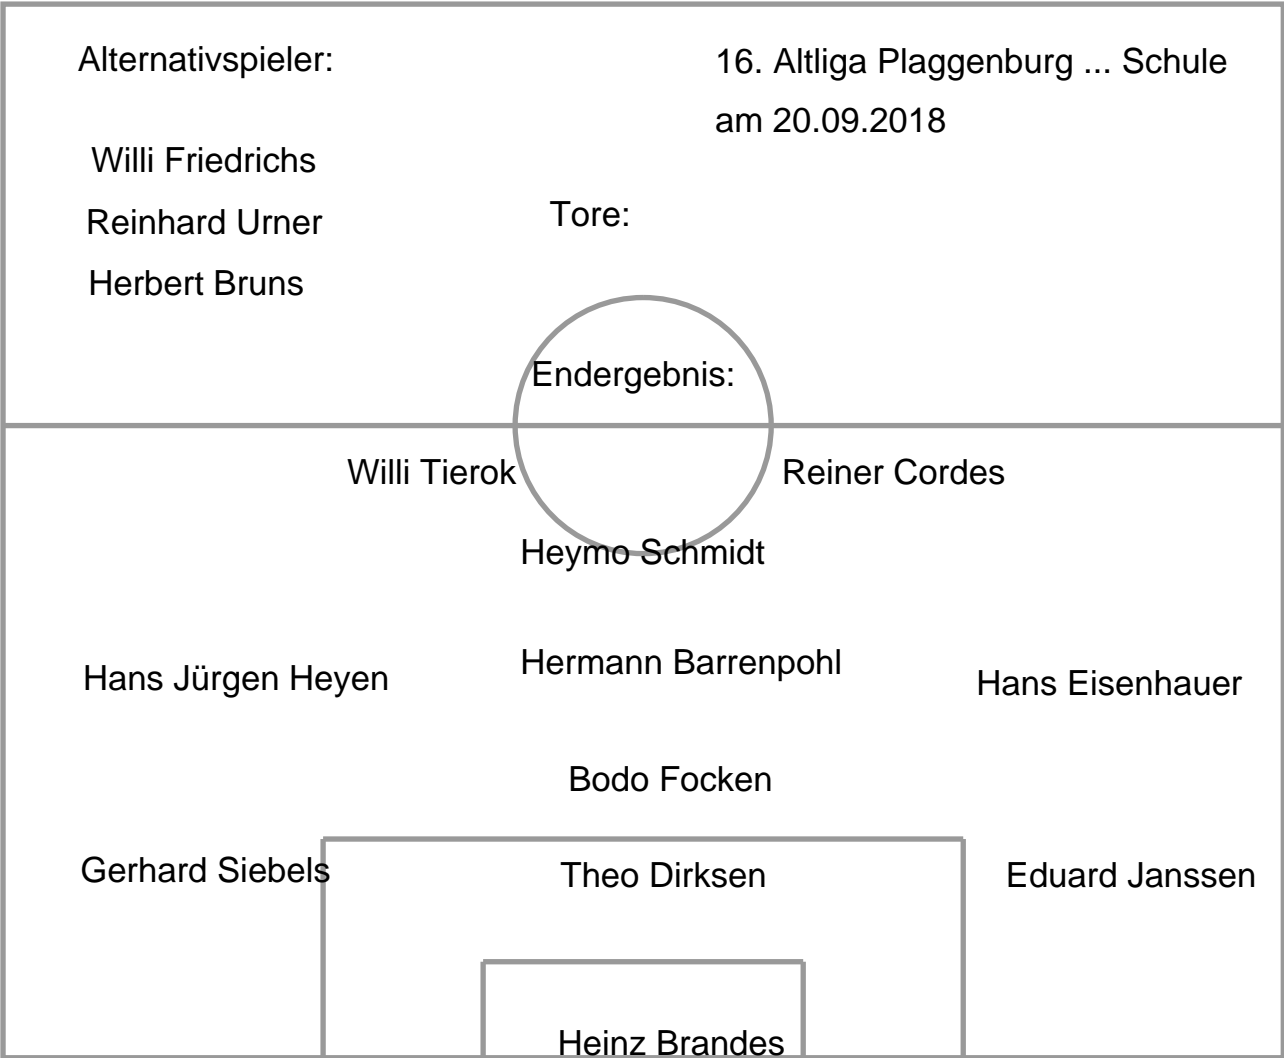 Alternativspieler:
16. Altliga Plaggenburg ... Schule
am 20.09.2018
Willi Friedrichs
Reinhard Urner
Tore:
Herbert Bruns
Endergebnis:
Willi Tierok
Reiner Cordes
Heymo Schmidt
Hans Jürgen Heyen
Hermann Barrenpohl
Hans Eisenhauer
Bodo Focken
Gerhard Siebels
Theo Dirksen
Eduard Janssen
Heinz Brandes